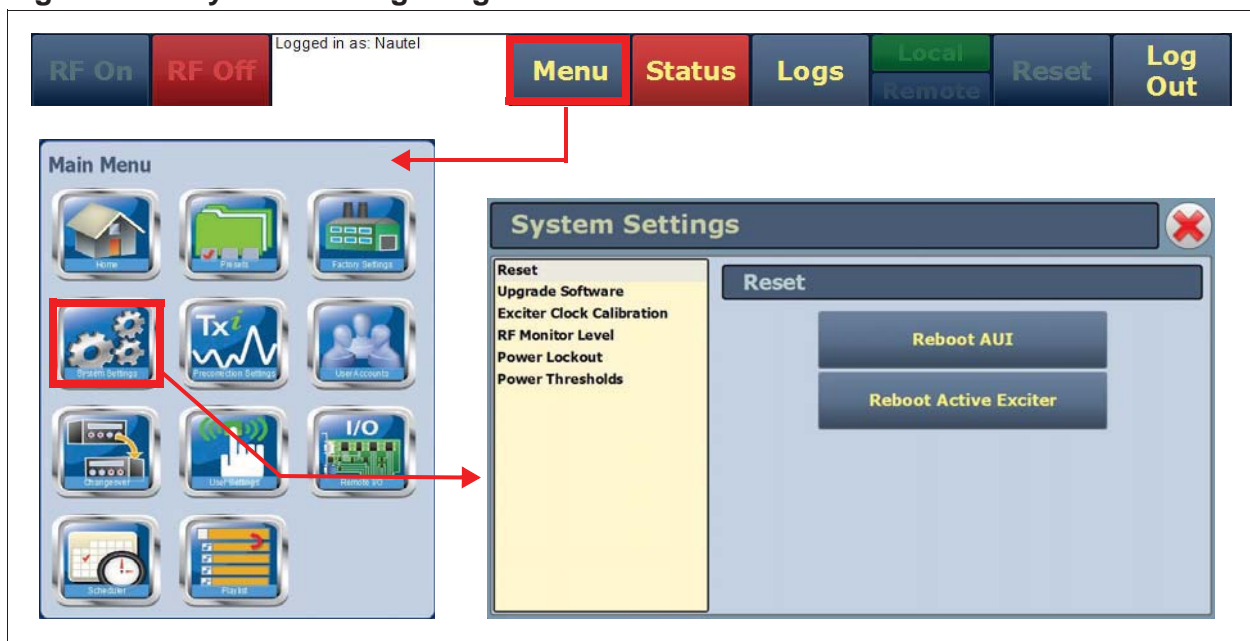 Logged in as: Nautel
RF On
RF Off
Menu
Status
Logs
Local
Remote
Reset
Log
Out
Main Menu
Home
Presets
Factory Settings
System Settings
Txi
Precorrection Settings
User Accounts
Changeover
User Settings
I/O
Remote I/O
Scheduler
Playlist
System Settings
Reset
Upgrade Software
Exciter Clock Calibration
RF Monitor Level
Power Lockout
Power Thresholds
Reset
Reboot AUI
Reboot Active Exciter